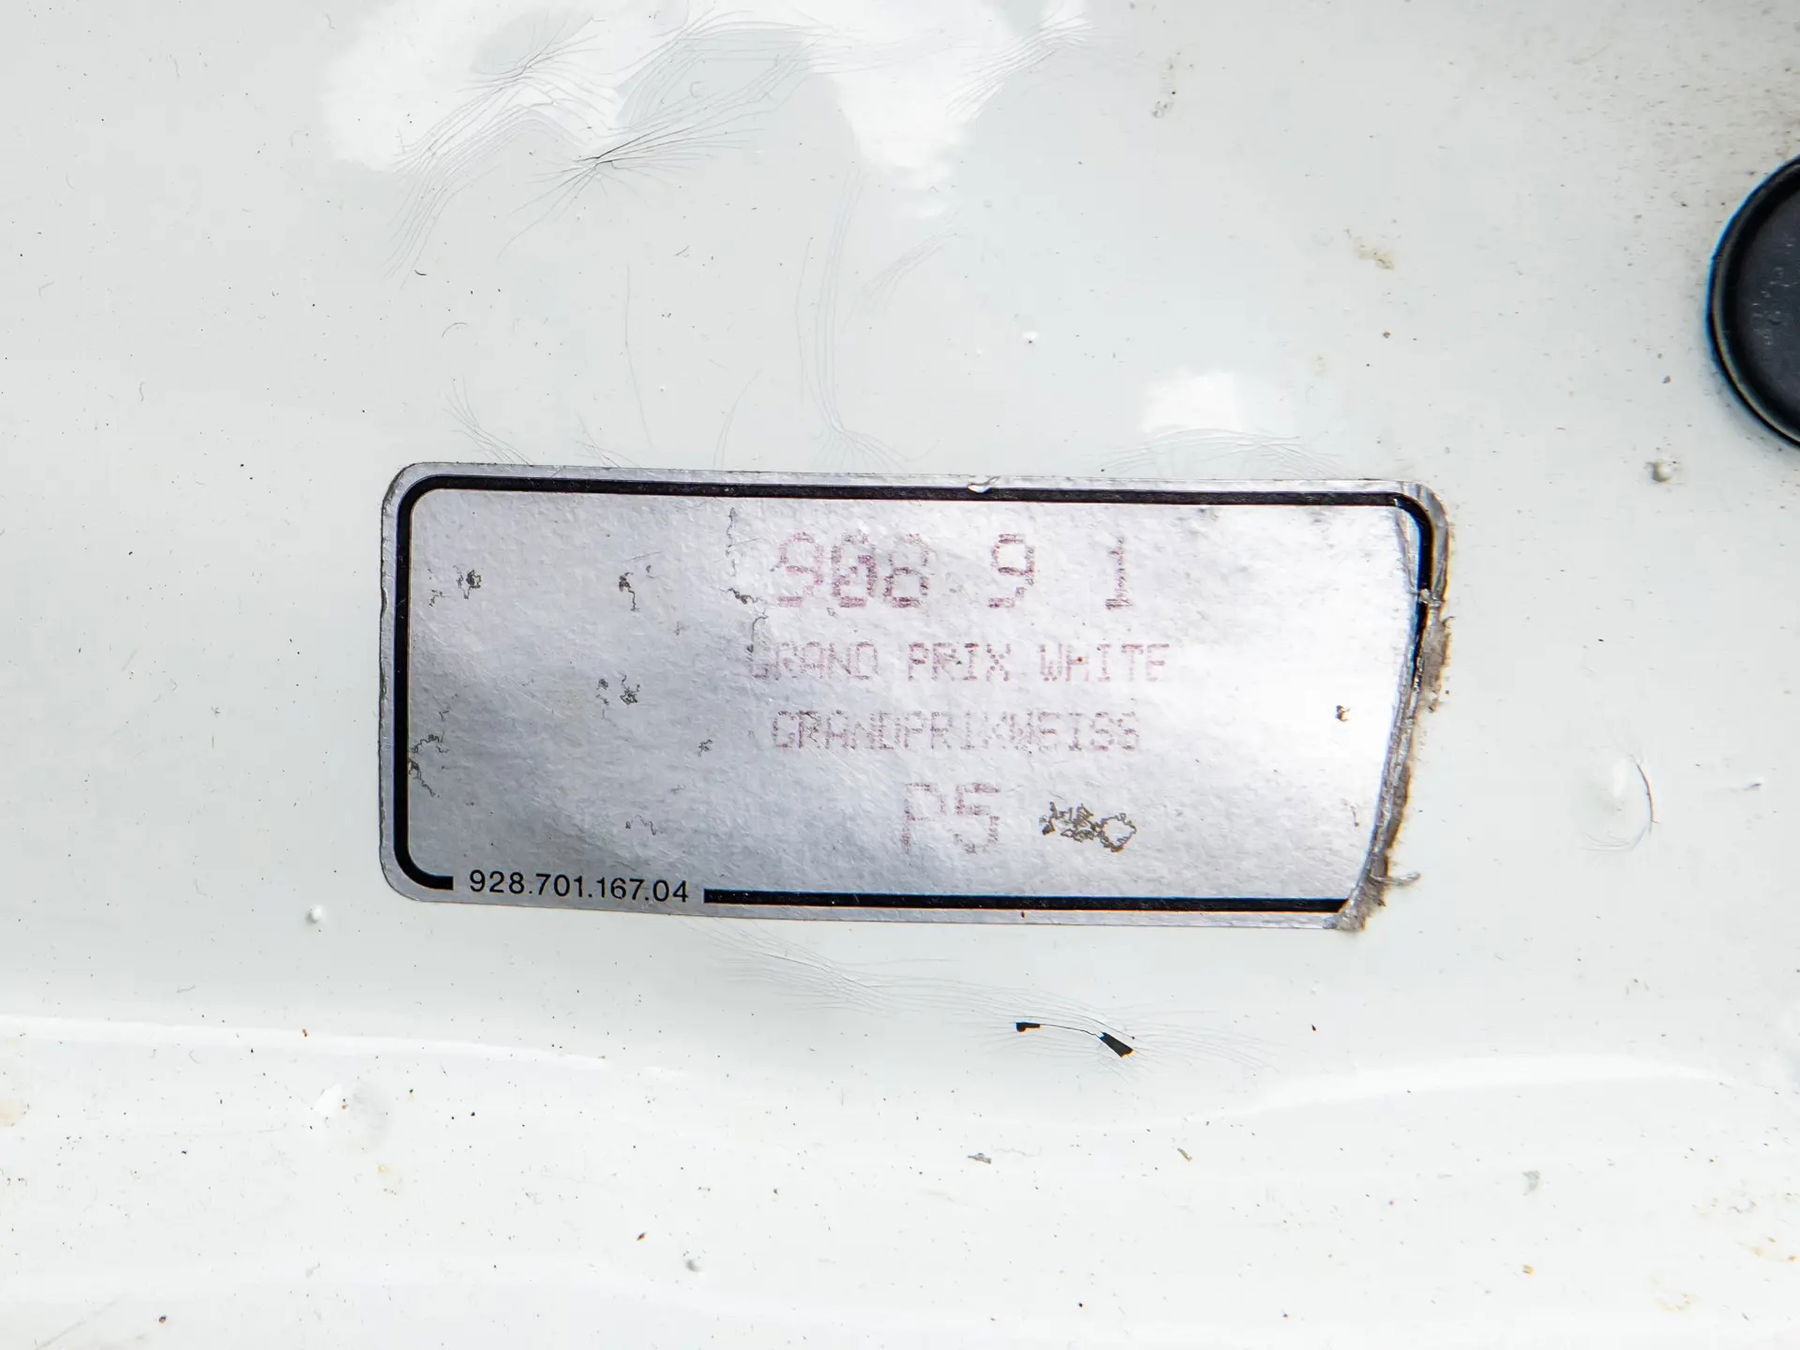 908 9 1
GRAND PRIX WHITE
GRANDPRIXWEISS
P5
928.701.167.04